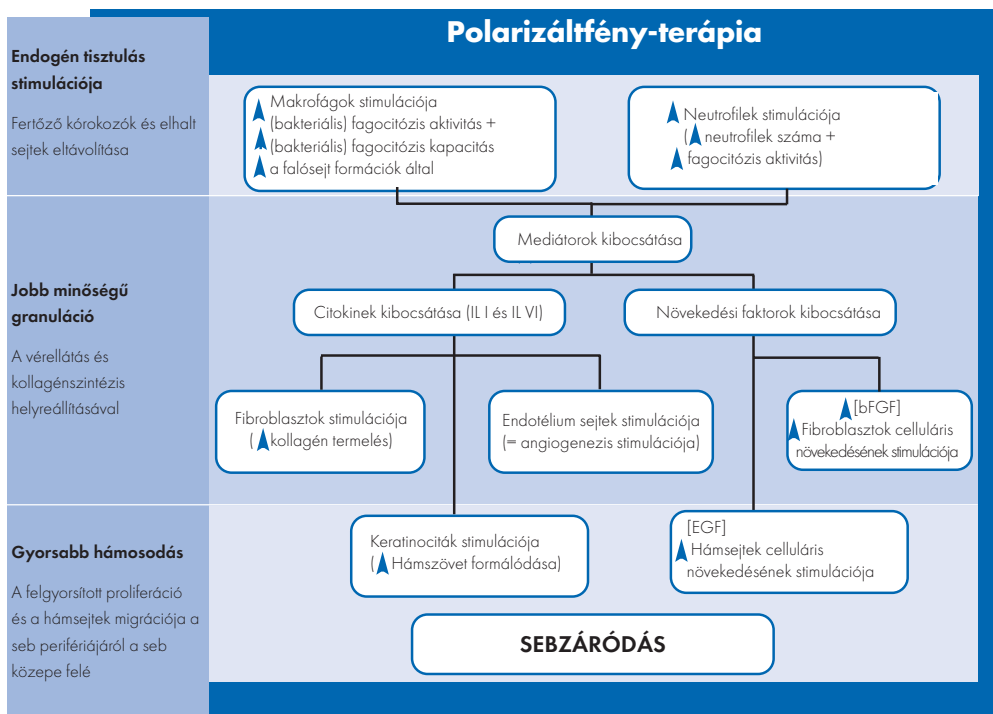 Polarizáltfény-terápia
Endogén tisztulás
stimulációja
Fertőző kórokozók és elhalt
sejtek eltávolítása
Makrofágok stimulációja
(bakteriális) fagocitózis aktivitás +
(bakteriális) fagocitózis kapacitás
a falósejt formációk által
Neutrofilek stimulációja
( neutrofilek száma +
fagocitózis aktivitás)
Mediátorok kibocsátása
Jobb minőségű
granuláció
A vérellátás és
kollagénszintézis
helyreállításával
Citokinek kibocsátása (IL I és IL VI)
Növekedési faktorok kibocsátása
Fibroblasztok stimulációja
( kollagén termelés)
Endotélium sejtek stimulációja
(= angiogenezis stimulációja)
[bFGF]
Fibroblasztok celluláris
növekedésének stimulációja
Gyorsabb hámosodás
A felgyorsított proliferáció
és a hámsejtek migrációja a
seb perifériájáról a seb
közepe felé
Keratinociták stimulációja
( Hámszövet formálódása)
[EGF]
Hámsejtek celluláris
növekedésének stimulációja
SEBZÁRÓDÁS